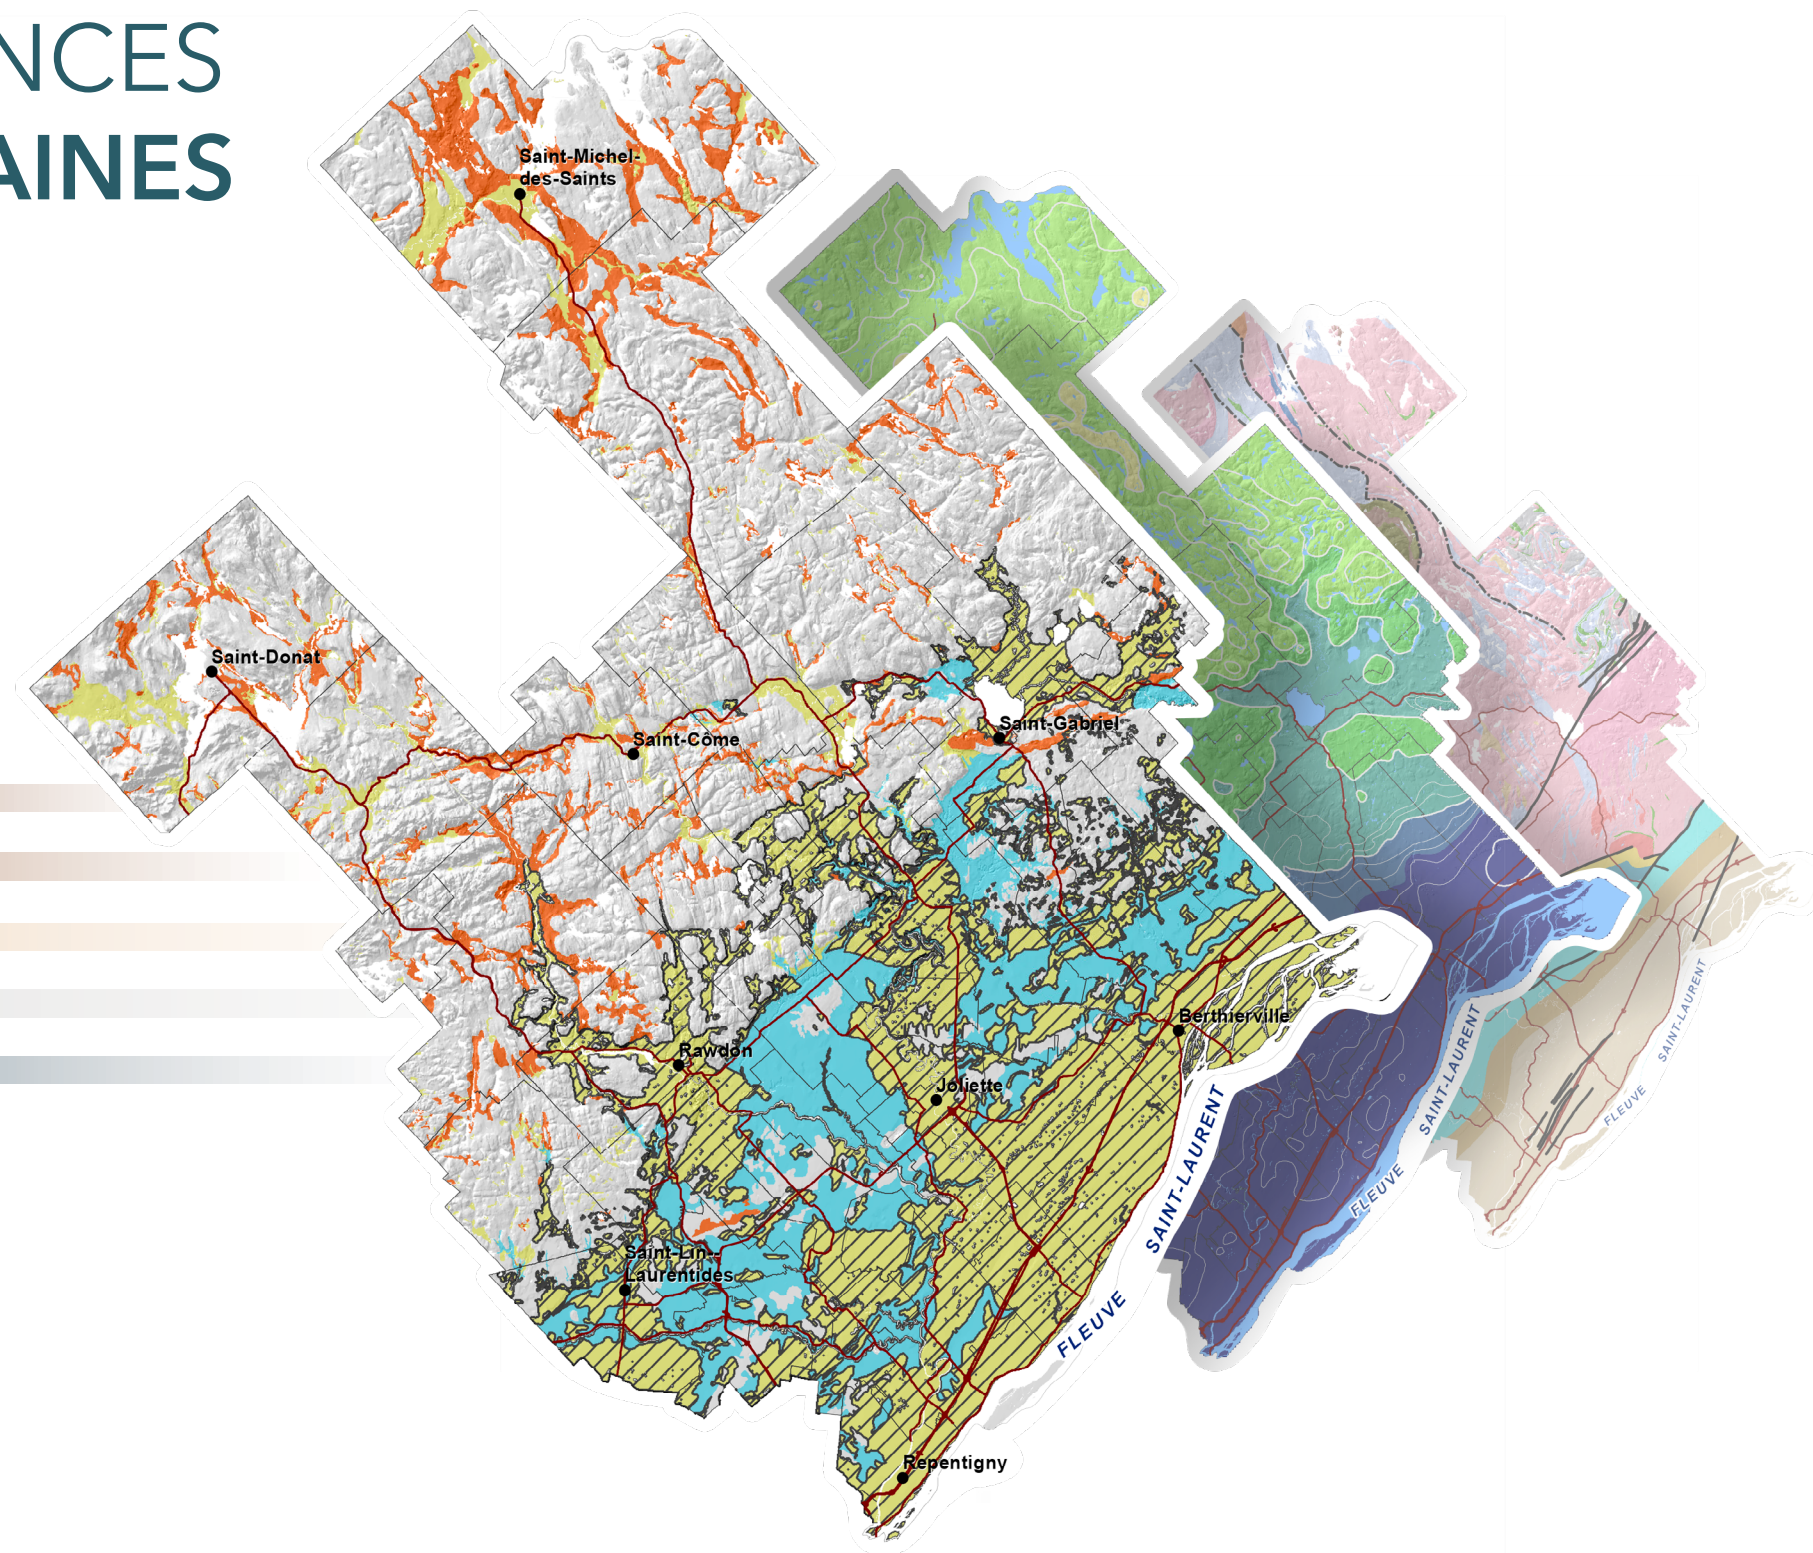 NCES
AINES
Saint-Michel-
des-Saints
Saint-Donat
Saint-Côme
Saint-Gabriel
Berthierville
Rawdon
Joliette
Saint-Lin--
Laurentides
Repentigny
FLEUVE SAINT-LAURENT
FLEUVE SAINT-LAURENT
FLEUVE SAINT-LAURENT